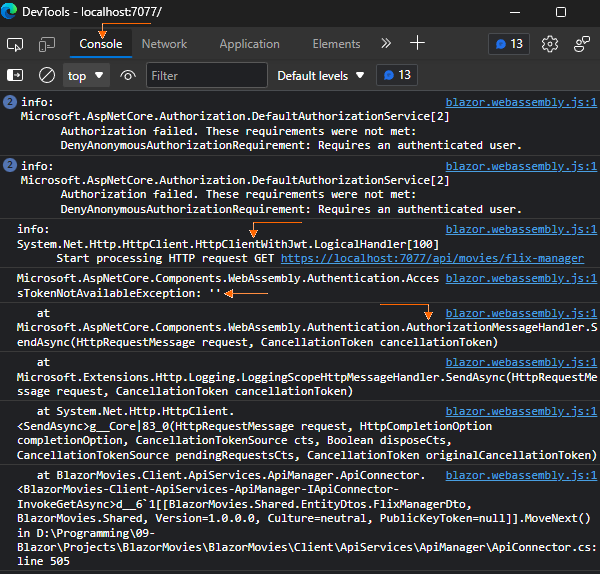 DevTools - localhost:7077/
Console Network Application Elements 13
top Filter Default levels 13
2 info: blazor.webassembly.js:1
Microsoft.AspNetCore.Authorization.DefaultAuthorizationService[2]
Authorization failed. These requirements were not met:
DenyAnonymousAuthorizationRequirement: Requires an authenticated user.
2 info: blazor.webassembly.js:1
Microsoft.AspNetCore.Authorization.DefaultAuthorizationService[2]
Authorization failed. These requirements were not met:
DenyAnonymousAuthorizationRequirement: Requires an authenticated user.
info: blazor.webassembly.js:1
System.Net.Http.HttpClient.HttpClientWithJwt.LogicalHandler[100]
Start processing HTTP request GET https://localhost:7077/api/movies/flix-manager
Microsoft.AspNetCore.Components.WebAssembly.Authentication.Acces blazor.webassembly.js:1
sTokenNotAvailableException: ''
at blazor.webassembly.js:1
Microsoft.AspNetCore.Components.WebAssembly.Authentication.AuthorizationMessageHandler.S
endAsync(HttpRequestMessage request, CancellationToken cancellationToken)
at blazor.webassembly.js:1
Microsoft.Extensions.Http.Logging.LoggingScopeHttpMessageHandler.SendAsync(HttpRequestMe
ssage request, CancellationToken cancellationToken)
at System.Net.Http.HttpClient. blazor.webassembly.js:1
<SendAsync>g__Core|83_0(HttpRequestMessage request, HttpCompletionOption
completionOption, CancellationTokenSource cts, Boolean disposeCts,
CancellationTokenSource pendingRequestsCts, CancellationToken originalCancellationToken)
at BlazorMovies.Client.ApiServices.ApiManager.ApiConnector. blazor.webassembly.js:1
<BlazorMovies-Client-ApiServices-ApiManager-IApiConnector-
InvokeGetAsync>d__6`1[[BlazorMovies.Shared.EntityDtos.FlixManagerDto,
BlazorMovies.Shared, Version=1.0.0.0, Culture=neutral, PublicKeyToken=null]].MoveNext()
in D:\Programming\09-
Blazor\Projects\BlazorMovies\BlazorMovies\Client\ApiServices\ApiManager\ApiConnector.cs:
line 505